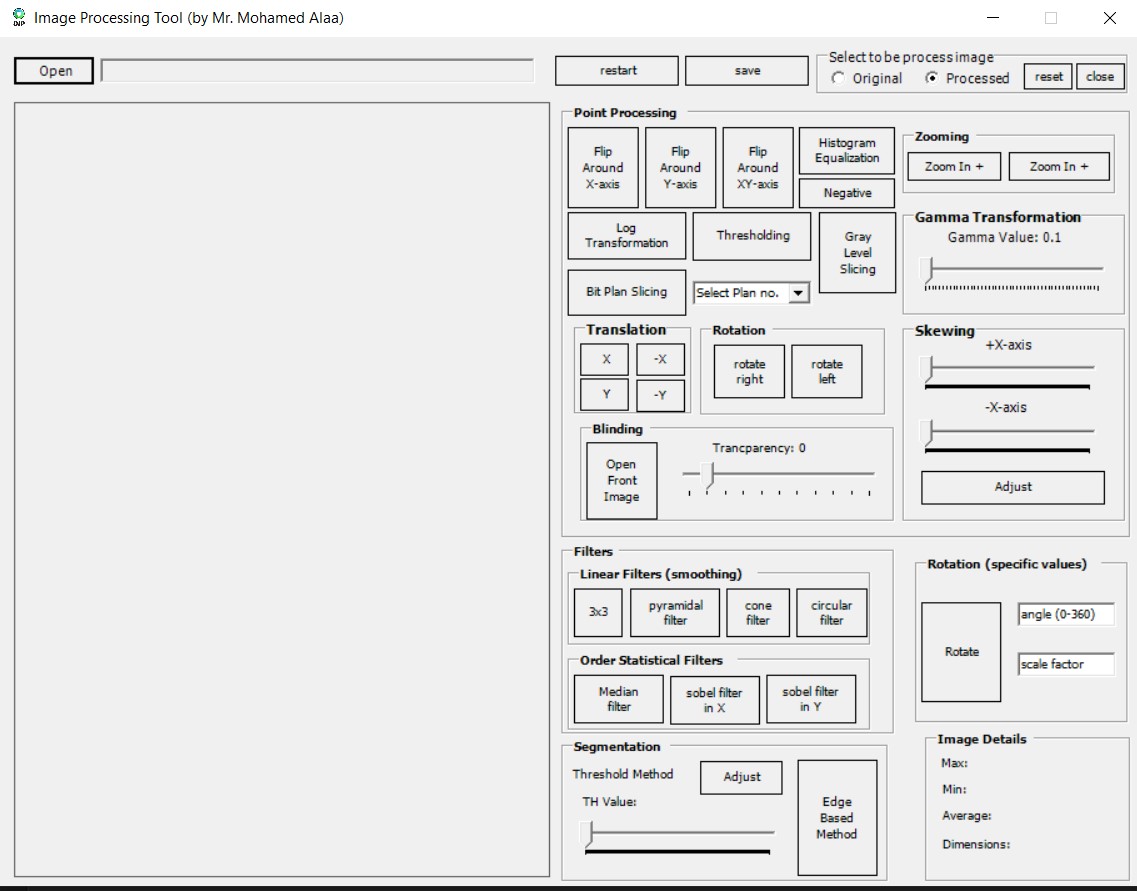 DIP
Image Processing Tool (by Mr. Mohamed Alaa)
Open
restart
save
Select to be process image
Original
Processed
reset
close
Point Processing
Flip
Around
X-axis
Flip
Around
Y-axis
Flip
Around
XY-axis
Histogram
Equalization
Negative
Zooming
Zoom In +
Zoom In +
Log
Transformation
Thresholding
Gray
Level
Slicing
Gamma Transformation
Gamma Value: 0.1
Bit Plan Slicing
Select Plan no.
Translation
X
-X
Y
-Y
Rotation
rotate
right
rotate
left
Skewing
+X-axis
-X-axis
Adjust
Blinding
Open
Front
Image
Trancparency: 0
Filters
Linear Filters (smoothing)
3x3
pyramidal
filter
cone
filter
circular
filter
Order Statistical Filters
Median
filter
sobel filter
in X
sobel filter
in Y
Rotation (specific values)
Rotate
angle (0-360)
scale factor
Segmentation
Threshold Method
Adjust
TH Value:
Edge
Based
Method
Image Details
Max:
Min:
Average:
Dimensions: